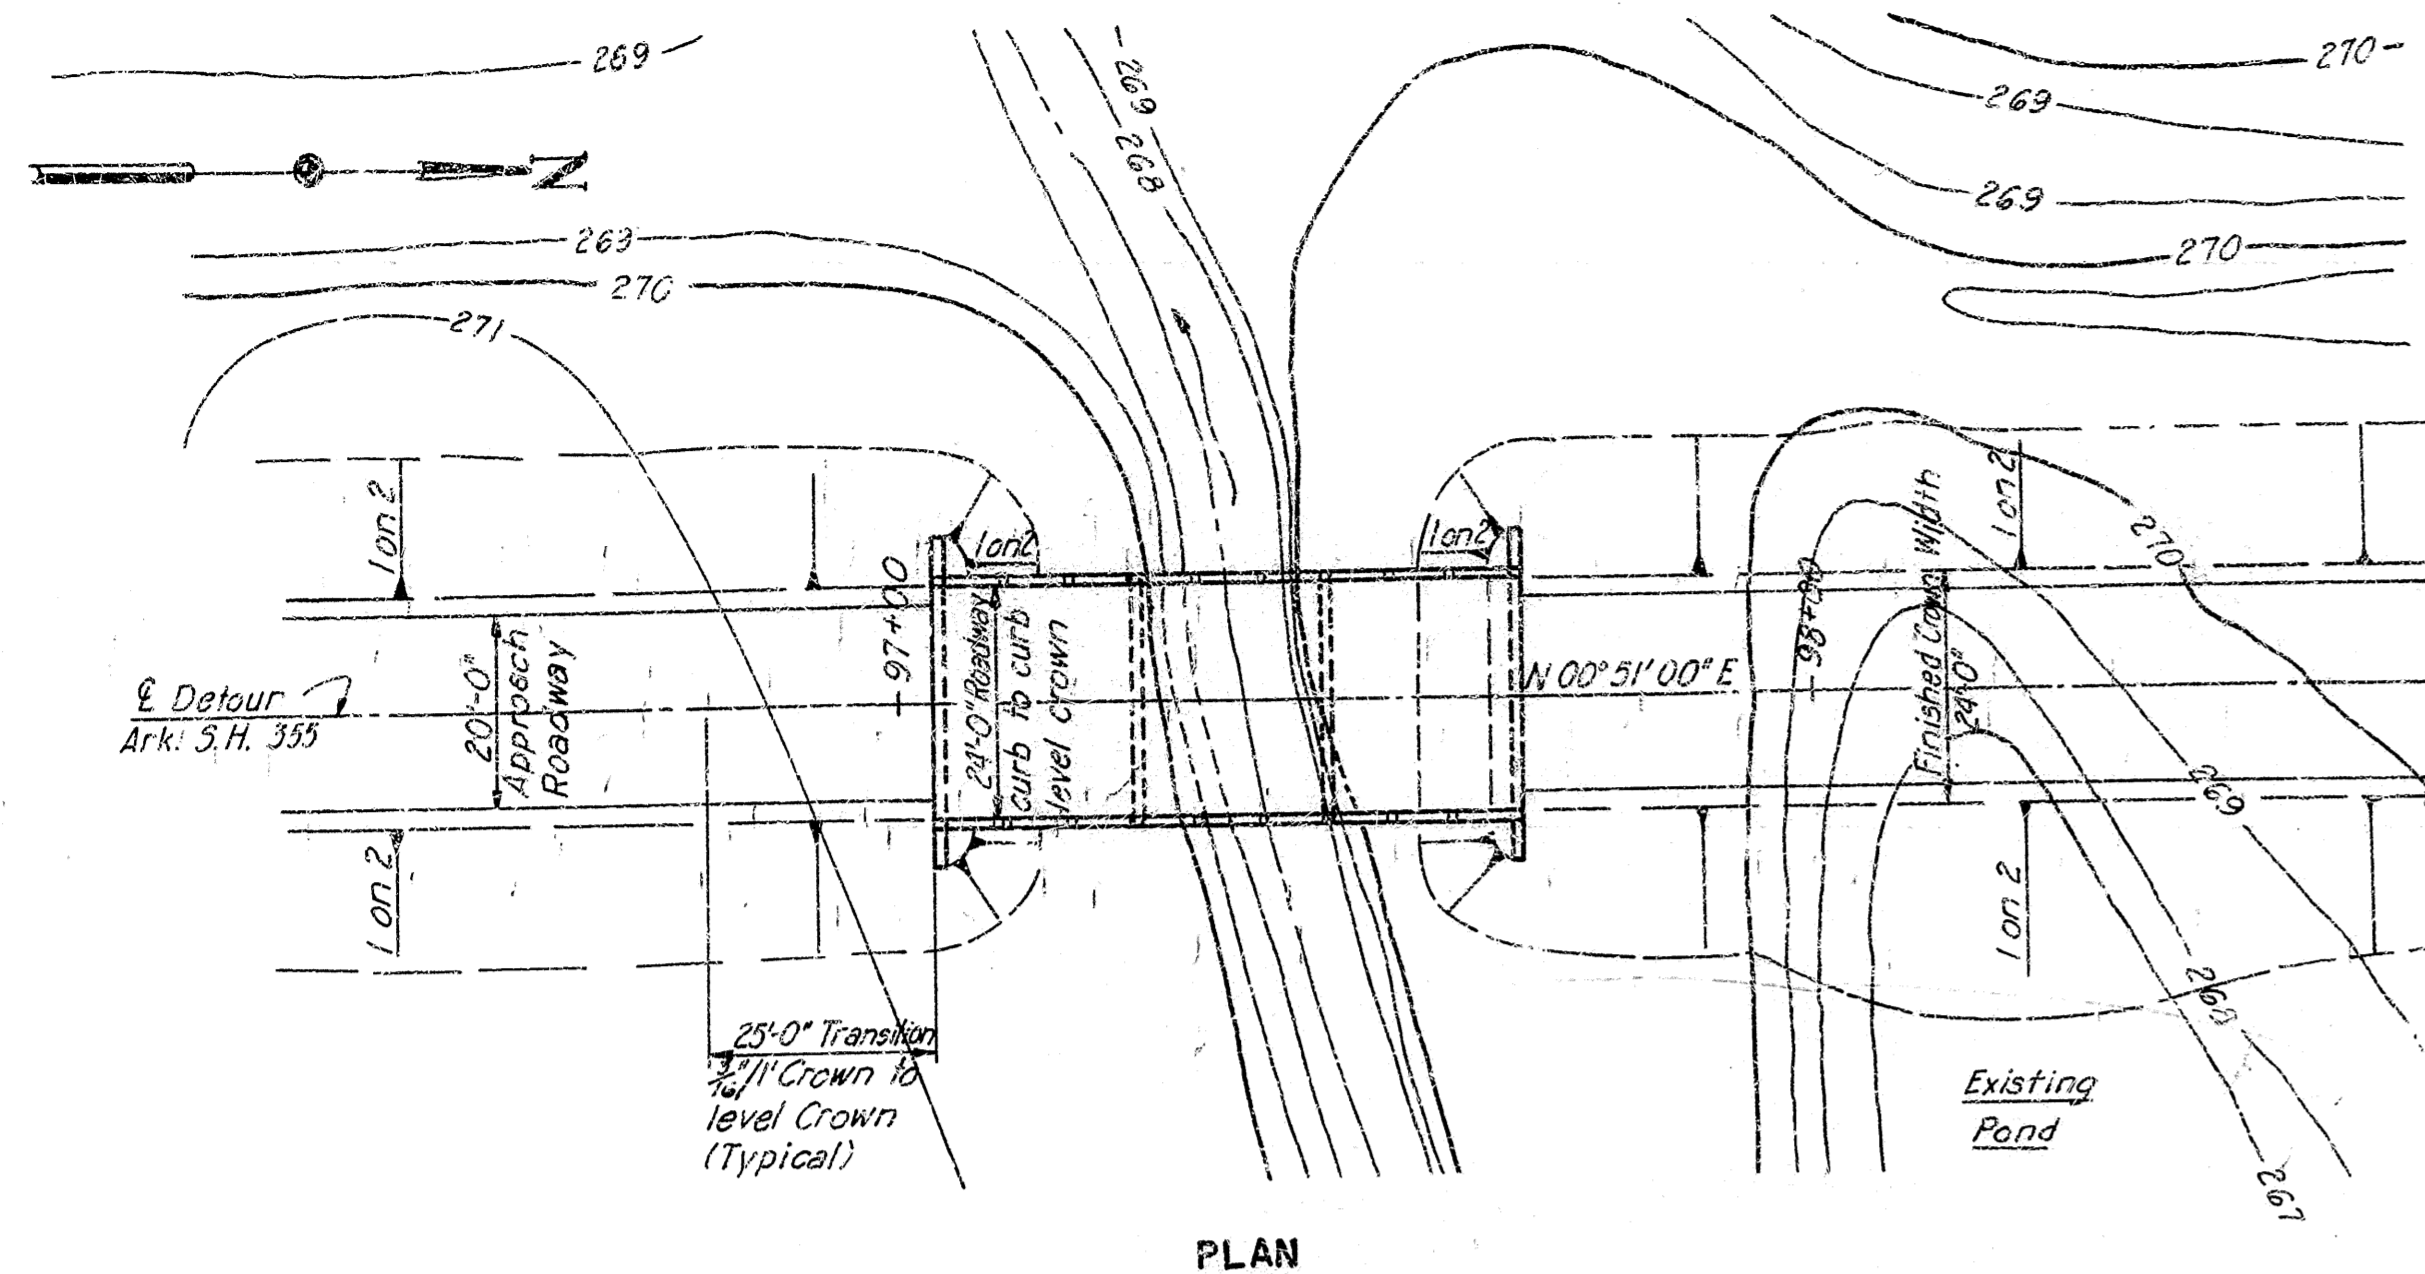 269
269
268
270
269
269
270
N
269
270
271
1 on 2
1 on 2
1 on 2
1 on 2
Finished Crown Width
24'-0"
270
97+00
98+00
24'-0" Roadway
curb to curb
level crown
20'-0"
Approach
Roadway
N 00° 51' 00" E
℄ Detour
Ark. S.H. 355
269
1 on 2
1 on 2
268
25'-0" Transition
3/16"/1' Crown to
level Crown
(Typical)
Existing
Pond
267
PLAN